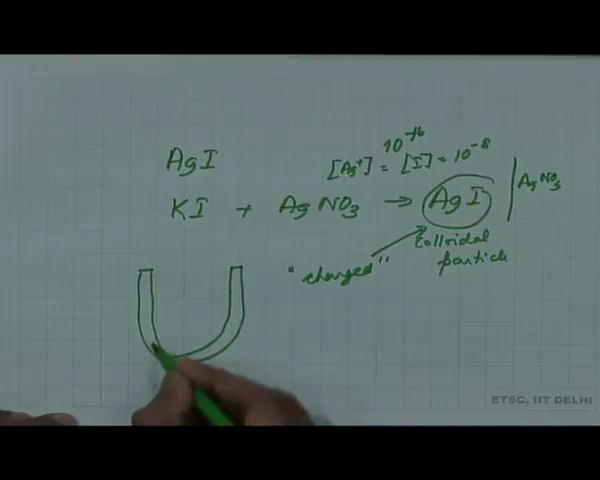 AgI
10⁻¹⁶
[Ag⁺] = [I] = 10⁻⁸
KI + AgNO₃ → AgI | AgNO₃
"charged"
Colloidal
particle
ETSC, IIT DELHI